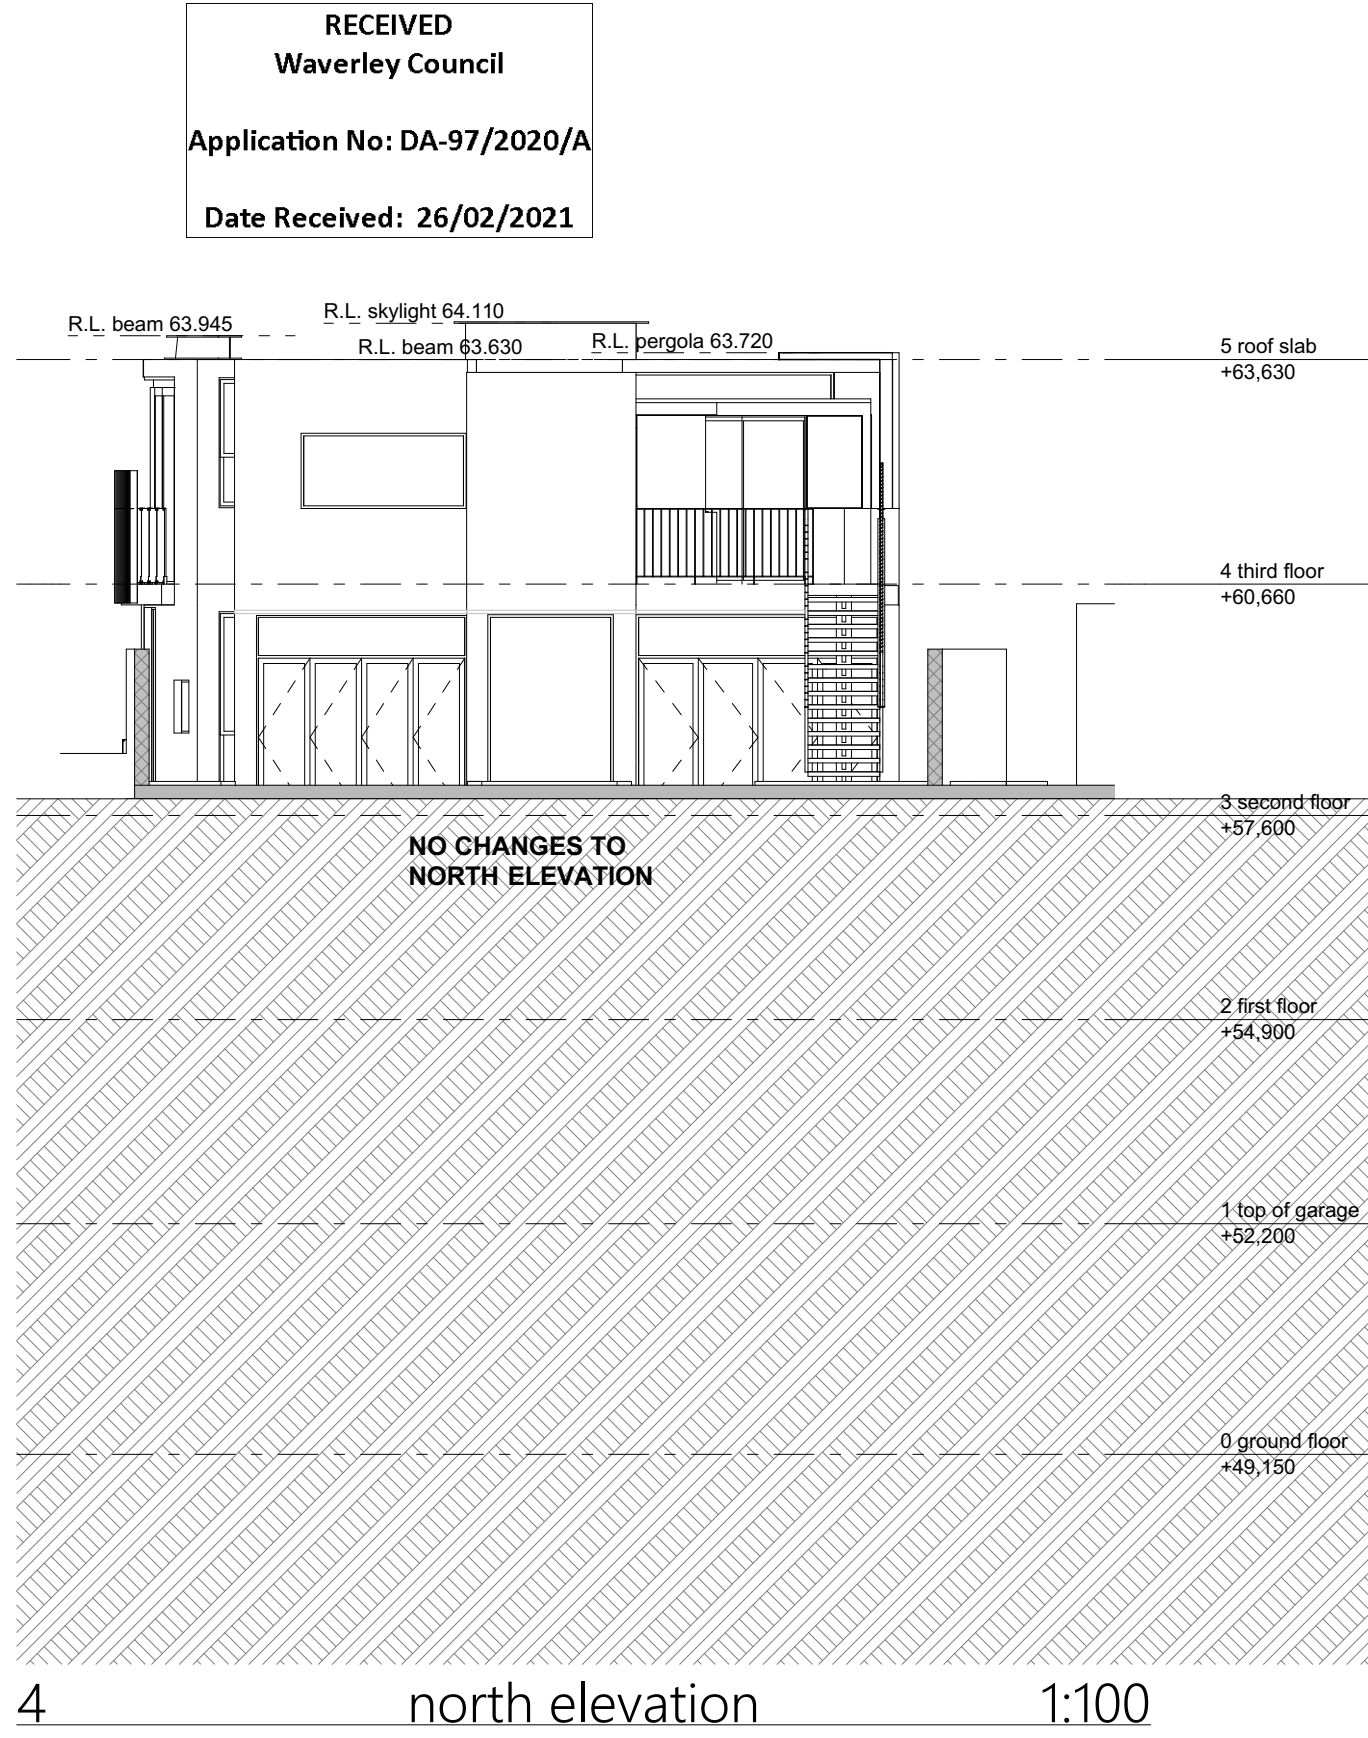 RECEIVED
Waverley Council
Application No: DA-97/2020/A
Date Received: 26/02/2021
R.L. beam 63.945
R.L. skylight 64.110
R.L. beam 63.630
R.L. pergola 63.720
5 roof slab
+63,630
4 third floor
+60,660
3 second floor
+57,600
NO CHANGES TO
NORTH ELEVATION
2 first floor
+54,900
1 top of garage
+52,200
0 ground floor
+49,150
4 north elevation 1:100